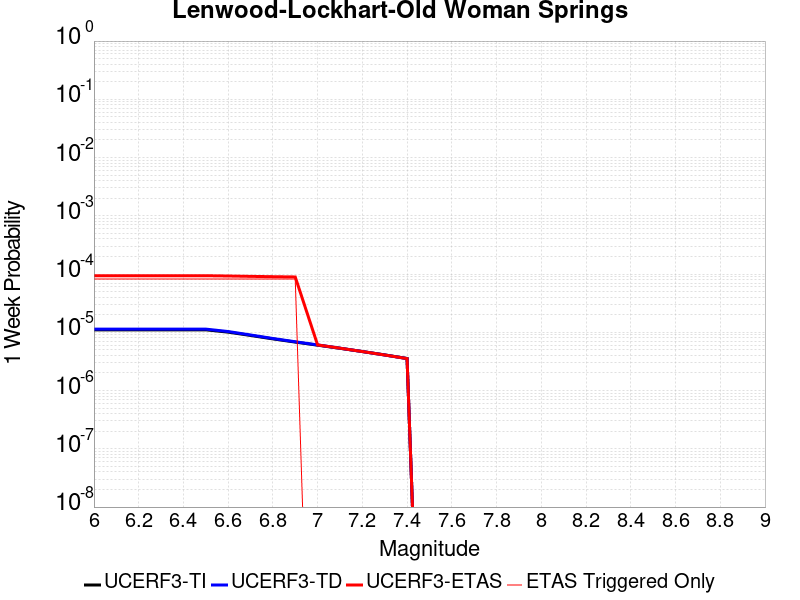 Lenwood-Lockhart-Old Woman Springs
10^0
10^-1
10^-2
10^-3
10^-4
10^-5
10^-6
10^-7
10^-8
1 Week Probability
6 6.2 6.4 6.6 6.8 7 7.2 7.4 7.6 7.8 8 8.2 8.4 8.6 8.8 9
Magnitude
UCERF3-TI UCERF3-TD UCERF3-ETAS ETAS Triggered Only